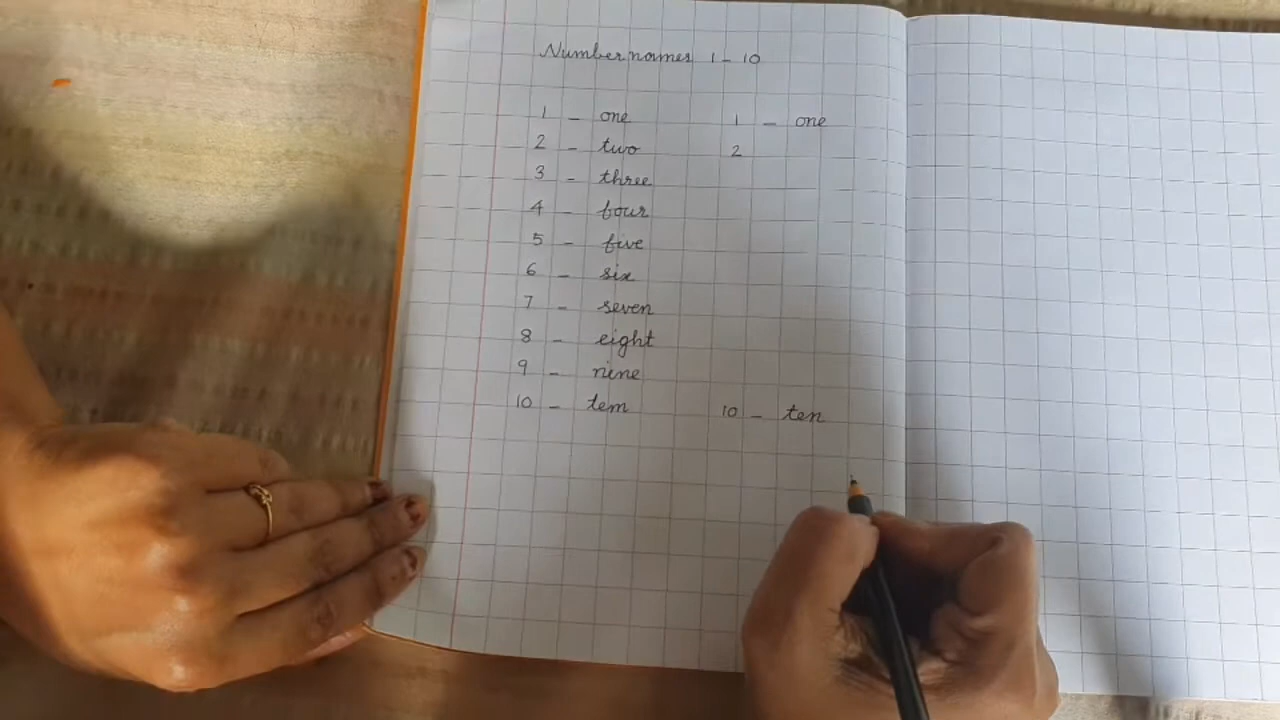 Number names 1 - 10
1 - one 1 - one
2 - two 2
3 - three
4 - four
5 - five
6 - six
7 - seven
8 - eight
9 - nine
10 - ten 10 - ten